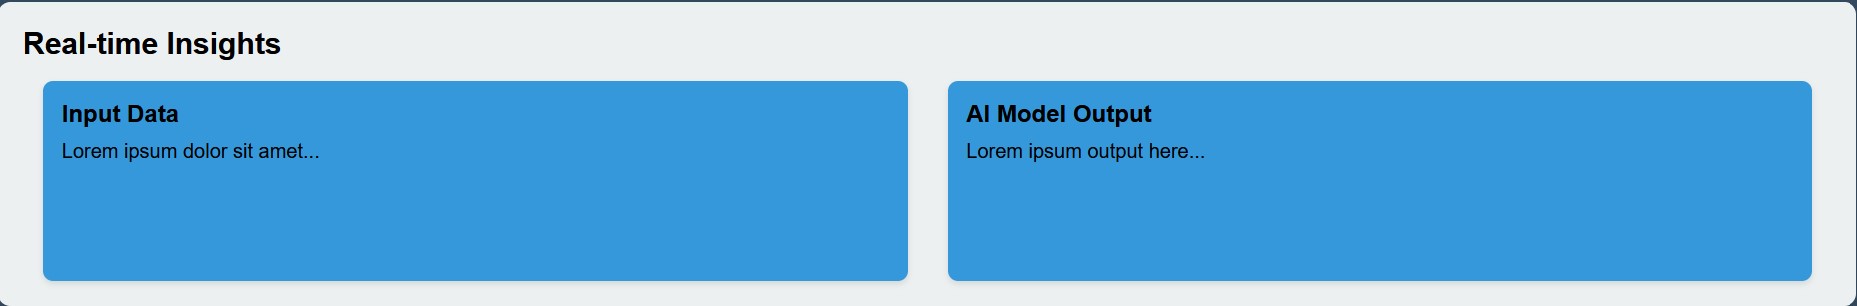 Real-time Insights
Input Data
Lorem ipsum dolor sit amet...
AI Model Output
Lorem ipsum output here...